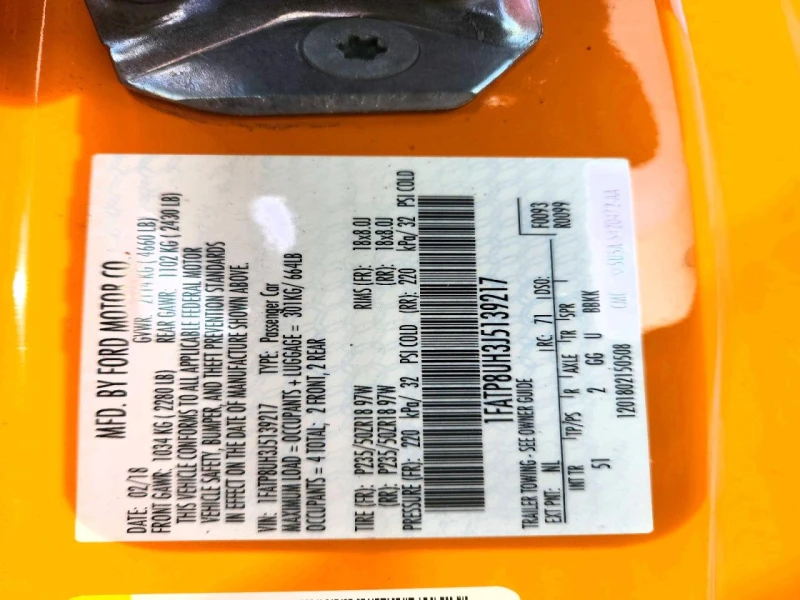 MFD. BY FORD MOTOR CO.
DATE: 02/18 GVWR: 2114 KG ( 4660 LB)
FRONT GAWR: 1034 KG ( 2280 LB) REAR GAWR: 1102 KG ( 2430 LB)
THIS VEHICLE CONFORMS TO ALL APPLICABLE FEDERAL MOTOR
VEHICLE SAFETY, BUMPER, AND THEFT PREVENTION STANDARDS
IN EFFECT ON THE DATE OF MANUFACTURE SHOWN ABOVE.
VIN: 1FATP8UH3J5139217 TYPE: Passenger Car
MAXIMUM LOAD = OCCUPANTS + LUGGAGE = 301 KG/ 664LB
OCCUPANTS = 4 TOTAL; 2 FRONT, 2 REAR
TIRE (FR): P235/50ZR18 97W RIMS (FR): 18x8.0J
(RR): P235/50ZR18 97W (RR): 18x8.0J
PRESSURE (FR): 220 kPa/ 32 PSI COLD (RR): 220 kPa/ 32 PSI COLD
1FATP8UH3J5139217
TRAILER TOWING - SEE OWNER GUIDE. F0093
EXT PNT: NL RC: 71 DSO: R0099
INT TR TP/PS R AXLE TR SPR
51 2 GG U BBKK
1201802150508